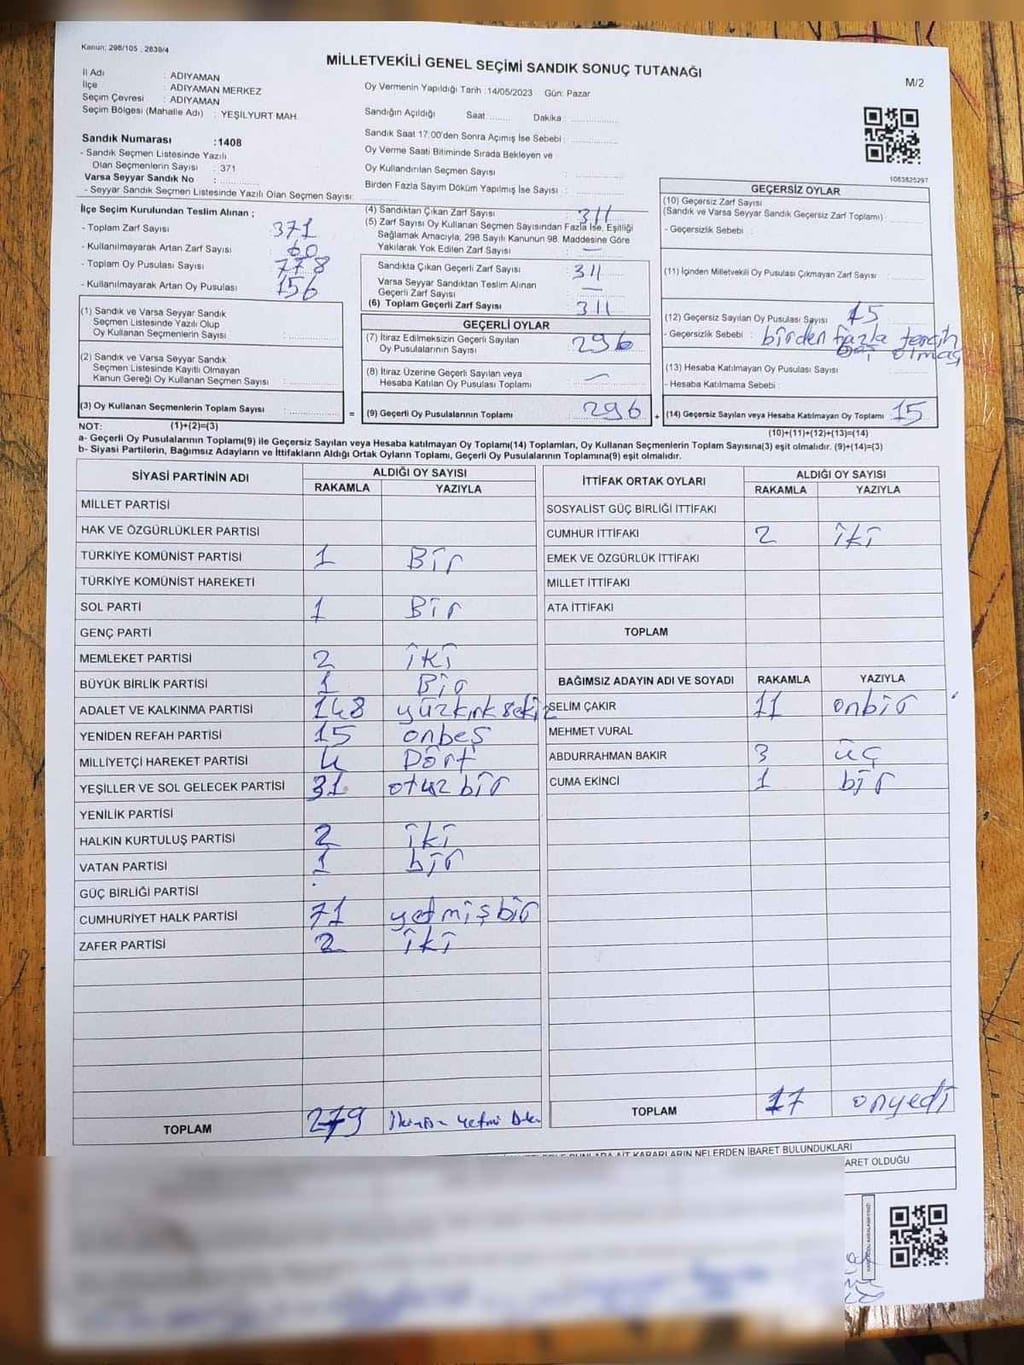 Kanun; 298/105 , 2839/4
MİLLETVEKİLİ GENEL SEÇİMİ SANDIK SONUÇ TUTANAĞI
M/2
İl Adı : ADIYAMAN
İlçe : ADIYAMAN MERKEZ
Seçim Çevresi : ADIYAMAN
Seçim Bölgesi (Mahalle Adı) : YEŞİLYURT MAH.
Sandık Numarası :1408
- Sandık Seçmen Listesinde Yazılı
Olan Seçmenlerin Sayısı : 371
Varsa Seyyar Sandık No :
- Seyyar Sandık Seçmen Listesinde Yazılı Olan Seçmen Sayısı:
Oy Vermenin Yapıldığı Tarih :14/05/2023 Gün: Pazar
Sandığın Açıldığı Saat Dakika :
Sandık Saat 17:00'den Sonra Açımış İse Sebebi :
Oy Verme Saati Bitiminde Sırada Bekleyen ve
Oy Kullandırılan Seçmen Sayısı :
Birden Fazla Sayım Döküm Yapılmış İse Sayısı :
1083825297
İlçe Seçim Kurulundan Teslim Alınan ;
- Toplam Zarf Sayısı 371
- Kullanılmayarak Artan Zarf Sayısı 60
- Toplam Oy Pusulası Sayısı 778
- Kullanılmayarak Artan Oy Pusulası 156
(1) Sandık ve Varsa Seyyar Sandık
Seçmen Listesinde Yazılı Olup
Oy Kullanan Seçmenlerin Sayısı :
(2) Sandık ve Varsa Seyyar Sandık
Seçmen Listesinde Kayıtlı Olmayan
Kanun Gereği Oy Kullanan Seçmen Sayısı :
(3) Oy Kullanan Seçmenlerin Toplam Sayısı :
(4) Sandıktan Çıkan Zarf Sayısı : 311
(5) Zarf Sayısı Oy Kullanan Seçmen Sayısından Fazla İse, Eşitliği
Sağlamak Amacıyla, 298 Sayılı Kanunun 98. Maddesine Göre
Yakılarak Yok Edilen Zarf Sayısı : —
Sandıkta Çıkan Geçerli Zarf Sayısı : 311
Varsa Seyyar Sandıktan Teslim Alınan
Geçerli Zarf Sayısı : —
(6) Toplam Geçerli Zarf Sayısı : 311
GEÇERLİ OYLAR
(7) İtiraz Edilmeksizin Geçerli Sayılan
Oy Pusulalarının Sayısı : 296
(8) İtiraz Üzerine Geçerli Sayılan veya
Hesaba Katılan Oy Pusulası Toplamı : —
= (9) Geçerli Oy Pusulalarının Toplamı : 296 +
GEÇERSİZ OYLAR
(10) Geçersiz Zarf Sayısı
(Sandık ve Varsa Seyyar Sandık Geçersiz Zarf Toplamı) :
- Geçersizlik Sebebi :
(11) İçinden Milletvekili Oy Pusulası Çıkmayan Zarf Sayısı :
(12) Geçersiz Sayılan Oy Pusulası Sayısı : 15
- Geçersizlik Sebebi : birden fazla tercih
olması
(13) Hesaba Katılmayan Oy Pusulası Sayısı :
- Hesaba Katılmama Sebebi :
(14) Geçersiz Sayılan veya Hesaba Katılmayan Oy Toplamı : 15
NOT: (1)+(2)=(3) (10)+(11)+(12)+(13)=(14)
a- Geçerli Oy Pusulalarının Toplamı(9) ile Geçersiz Sayılan veya Hesaba katılmayan Oy Toplamı(14) Toplamları, Oy Kullanan Seçmenlerin Toplam Sayısına(3) eşit olmalıdır. (9)+(14)=(3)
b- Siyasi Partilerin, Bağımsız Adayların ve İttifakların Aldığı Ortak Oyların Toplamı, Geçerli Oy Pusulalarının Toplamına(9) eşit olmalıdır.
SİYASİ PARTİNİN ADI ALDIĞI OY SAYISI
RAKAMLA YAZIYLA
MİLLET PARTİSİ
HAK VE ÖZGÜRLÜKLER PARTİSİ
TÜRKİYE KOMÜNİST PARTİSİ 1 Bir
TÜRKİYE KOMÜNİST HAREKETİ
SOL PARTİ 1 Bir
GENÇ PARTİ
MEMLEKET PARTİSİ 2 iki
BÜYÜK BİRLİK PARTİSİ 1 Bir
ADALET VE KALKINMA PARTİSİ 148 yüzkırksekiz
YENİDEN REFAH PARTİSİ 15 onbeş
MİLLİYETÇİ HAREKET PARTİSİ 4 Dört
YEŞİLLER VE SOL GELECEK PARTİSİ 31 otuzbir
YENİLİK PARTİSİ
HALKIN KURTULUŞ PARTİSİ 2 iki
VATAN PARTİSİ 1 bir
GÜÇ BİRLİĞİ PARTİSİ
CUMHURİYET HALK PARTİSİ 71 yetmişbir
ZAFER PARTİSİ 2 iki
TOPLAM 279
İTTİFAK ORTAK OYLARI ALDIĞI OY SAYISI
RAKAMLA YAZIYLA
SOSYALİST GÜÇ BİRLİĞİ İTTİFAKI
CUMHUR İTTİFAKI 2 iki
EMEK VE ÖZGÜRLÜK İTTİFAKI
MİLLET İTTİFAKI
ATA İTTİFAKI
TOPLAM
BAĞIMSIZ ADAYIN ADI VE SOYADI RAKAMLA YAZIYLA
SELİM ÇAKIR 11 onbir
MEHMET VURAL
ABDURRAHMAN BAKIR 3 üç
CUMA EKİNCİ 1 bir
TOPLAM 17 onyedi
KARARLARIN NELERDEN İBARET BULUNDUKLARI
OLDUĞU